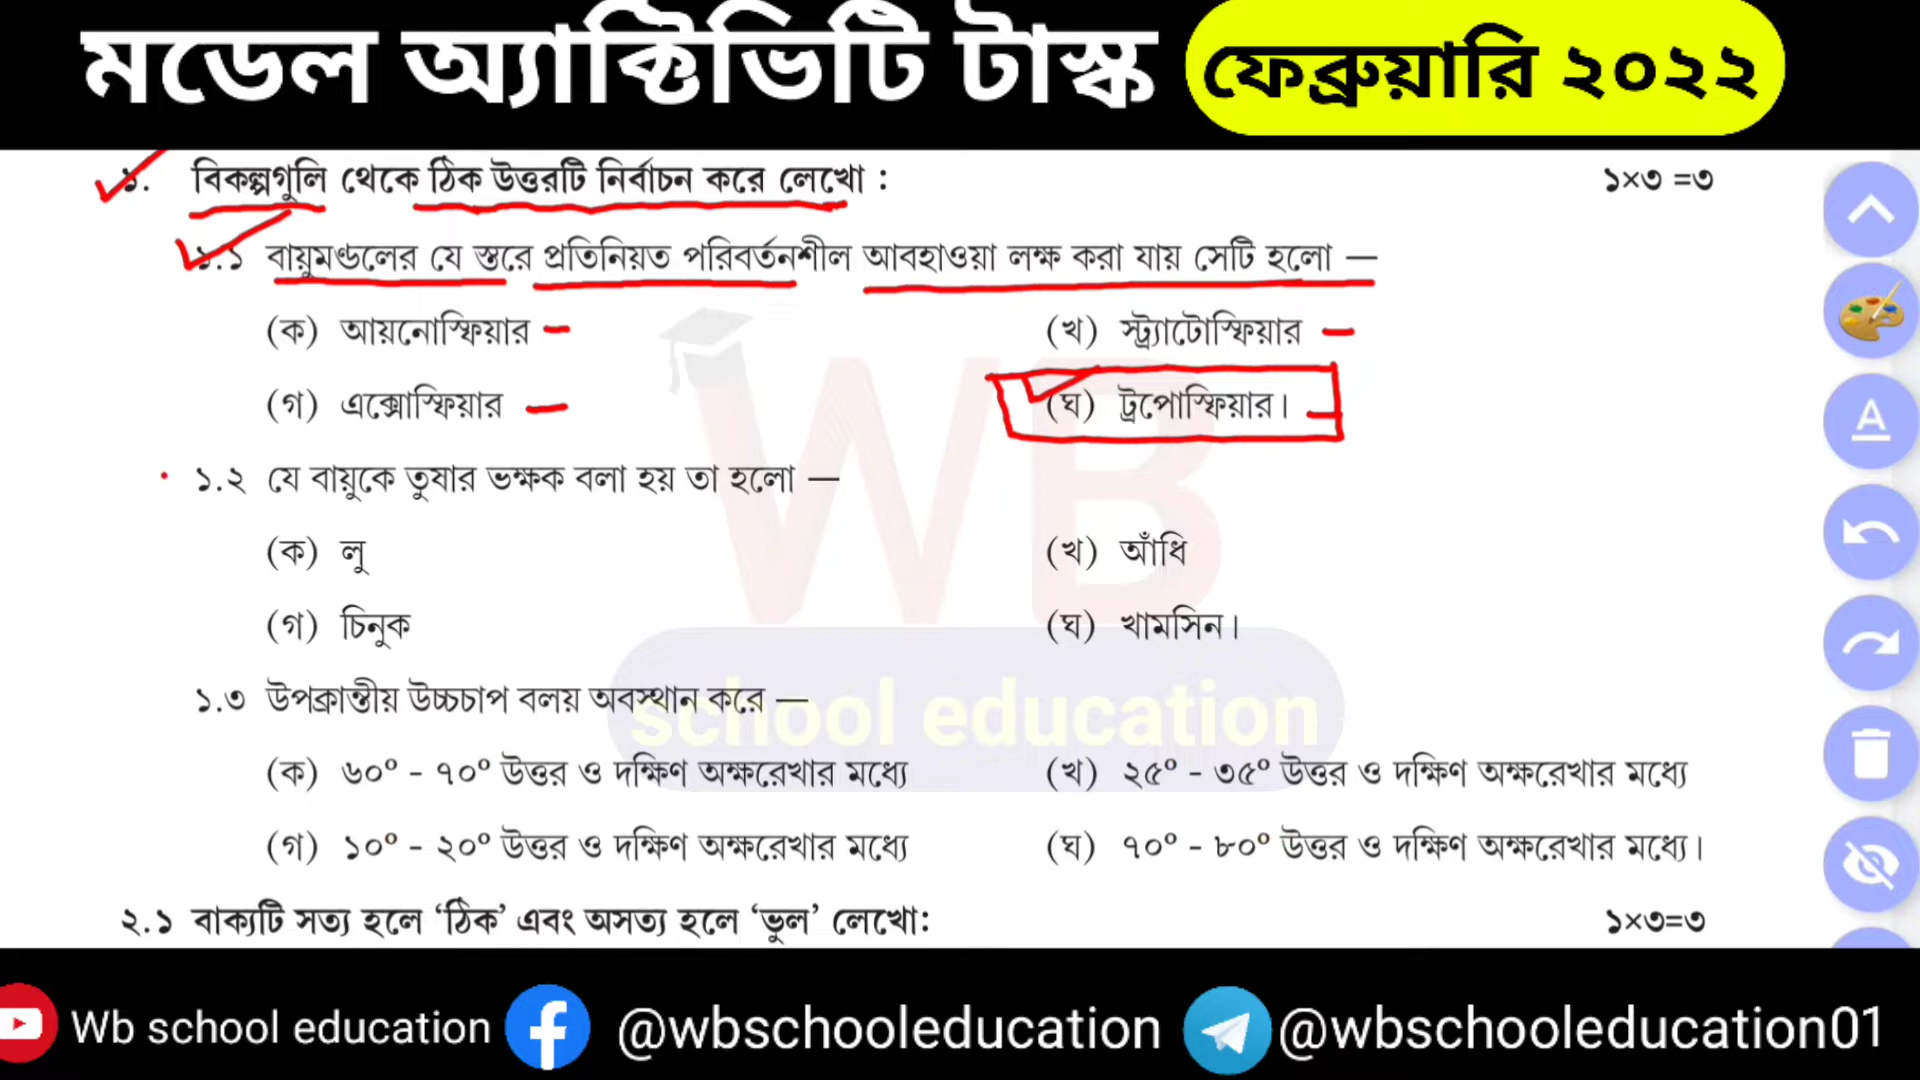 মডেল অ্যাক্টিভিটি টাস্ক ফেব্রুয়ারি ২০২২
১. বিকল্পগুলি থেকে ঠিক উত্তরটি নির্বাচন করে লেখো : ১×৩ =৩
১.১ বায়ুমণ্ডলের যে স্তরে প্রতিনিয়ত পরিবর্তনশীল আবহাওয়া লক্ষ করা যায় সেটি হলো —
(ক) আয়নোস্ফিয়ার (খ) স্ট্র্যাটোস্ফিয়ার
(গ) এক্সোস্ফিয়ার (ঘ) ট্রপোস্ফিয়ার।
১.২ যে বায়ুকে তুষার ভক্ষক বলা হয় তা হলো —
(ক) লু (খ) আঁধি
(গ) চিনুক (ঘ) খামসিন।
WB
school education
১.৩ উপক্রান্তীয় উচ্চচাপ বলয় অবস্থান করে —
(ক) ৬০° - ৭০° উত্তর ও দক্ষিণ অক্ষরেখার মধ্যে (খ) ২৫° - ৩৫° উত্তর ও দক্ষিণ অক্ষরেখার মধ্যে
(গ) ১০° - ২০° উত্তর ও দক্ষিণ অক্ষরেখার মধ্যে (ঘ) ৭০° - ৮০° উত্তর ও দক্ষিণ অক্ষরেখার মধ্যে।
২.১ বাক্যটি সত্য হলে ‘ঠিক’ এবং অসত্য হলে ‘ভুল’ লেখো: ১×৩=৩
Wb school education @wbschooleducation @wbschooleducation01